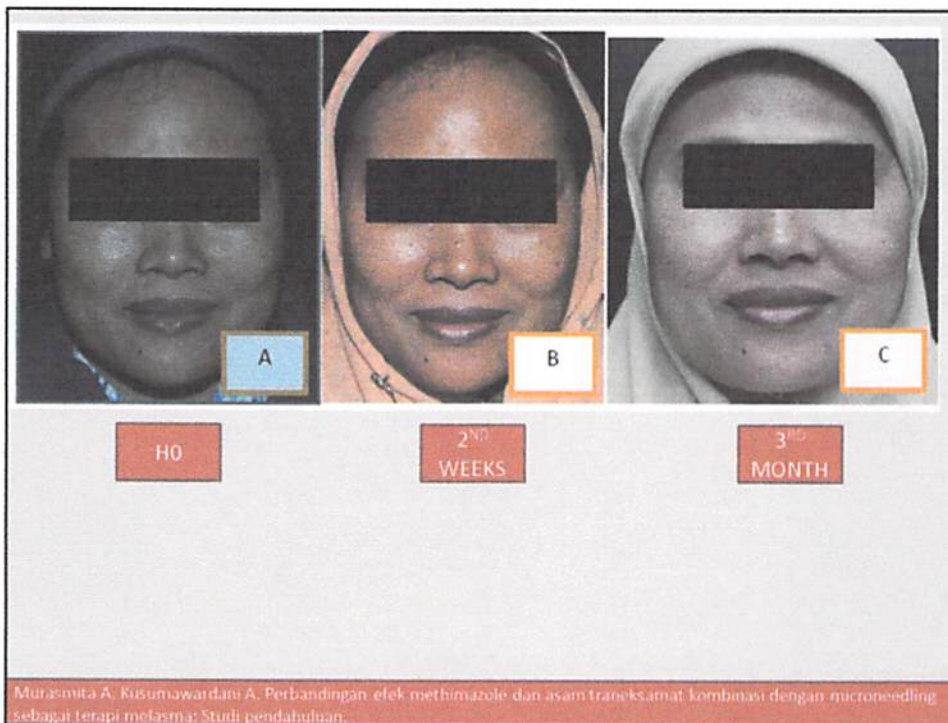 A
B
C
H0
2ND
WEEKS
3RD
MONTH
Murasmita A. Kusumawardani A. Perbandingan efek methimazole dan asam traneksamat kombinasi dengan microneedling
sebagai terapi melasma: Studi pendahuluan.